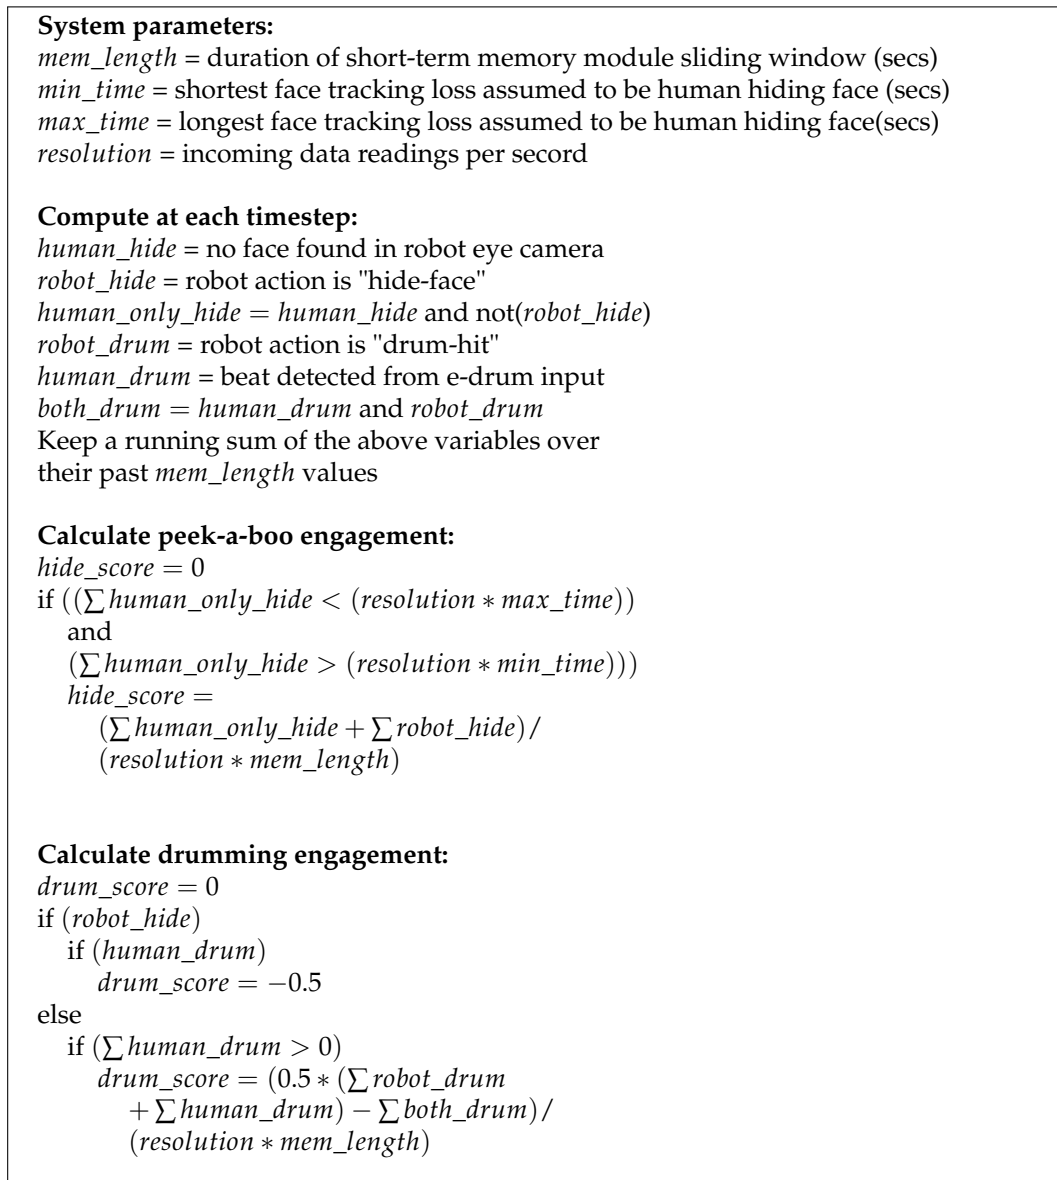 System parameters:
mem_length = duration of short-term memory module sliding window (secs)
min_time = shortest face tracking loss assumed to be human hiding face (secs)
max_time = longest face tracking loss assumed to be human hiding face(secs)
resolution = incoming data readings per secord
Compute at each timestep:
human_hide = no face found in robot eye camera
robot_hide = robot action is "hide-face"
human_only_hide = human_hide and not(robot_hide)
robot_drum = robot action is "drum-hit"
human_drum = beat detected from e-drum input
both_drum = human_drum and robot_drum
Keep a running sum of the above variables over
their past mem_length values
Calculate peek-a-boo engagement:
hide_score = 0
if ((∑ human_only_hide < (resolution * max_time))
and
(∑ human_only_hide > (resolution * min_time)))
hide_score =
(∑ human_only_hide + ∑ robot_hide)/
(resolution * mem_length)
Calculate drumming engagement:
drum_score = 0
if (robot_hide)
if (human_drum)
drum_score = −0.5
else
if (∑ human_drum > 0)
drum_score = (0.5 * (∑ robot_drum
+ ∑ human_drum) − ∑ both_drum)/
(resolution * mem_length)